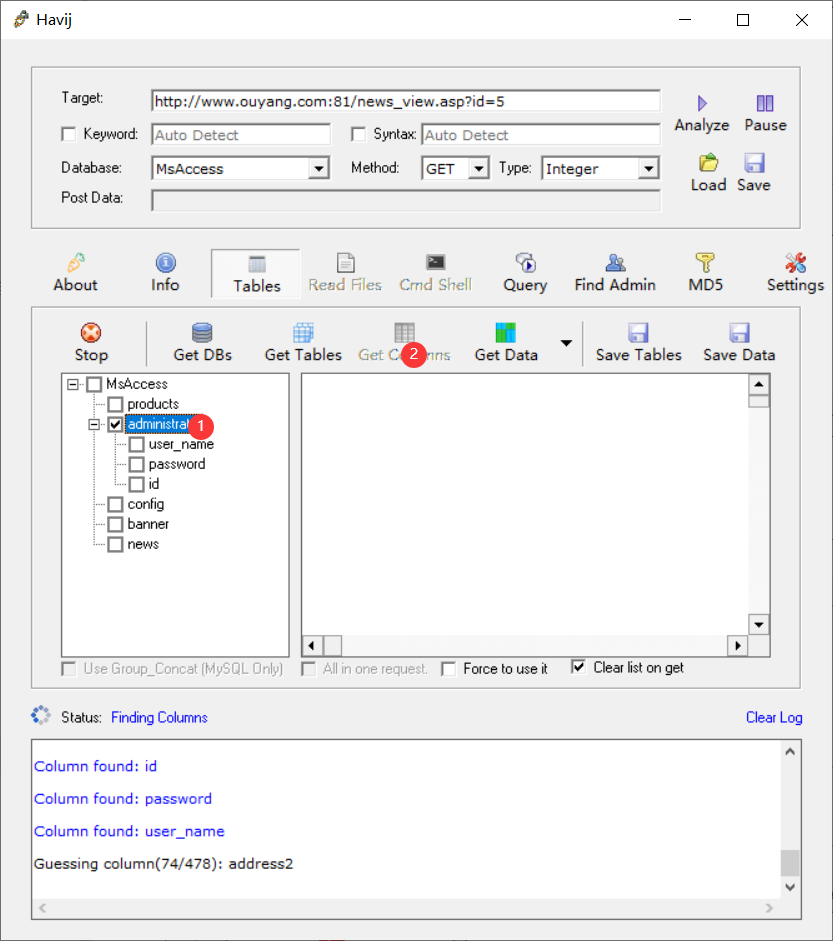 Havij
Target: http://www.ouyang.com:81/news_view.asp?id=5
Analyze Pause
Keyword: Auto Detect Syntax: Auto Detect
Database: MsAccess Method: GET Type: Integer
Load Save
Post Data:
About Info Tables Read Files Cmd Shell Query Find Admin MD5 Settings
Stop Get DBs Get Tables Get Columns Get Data Save Tables Save Data
2
MsAccess
products
administrat
1
user_name
password
id
config
banner
news
Use Group_Concat (MySQL Only) All in one request. Force to use it Clear list on get
Status: Finding Columns Clear Log
Column found: id
Column found: password
Column found: user_name
Guessing column(74/478): address2